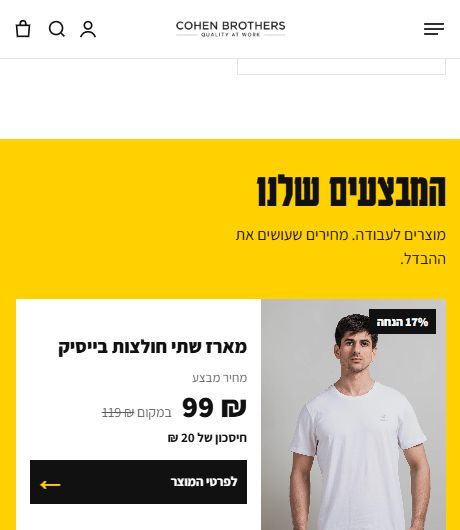 COHEN BROTHERS
QUALITY AT WORK
המבצעים שלנו
מוצרים לעבודה. מחירים שעושים את
ההבדל.
17% הנחה
מארז שתי חולצות בייסיק
מחיר מבצע
₪ 99 במקום 119 ₪
חיסכון של 20 ₪
לפרטי המוצר ←